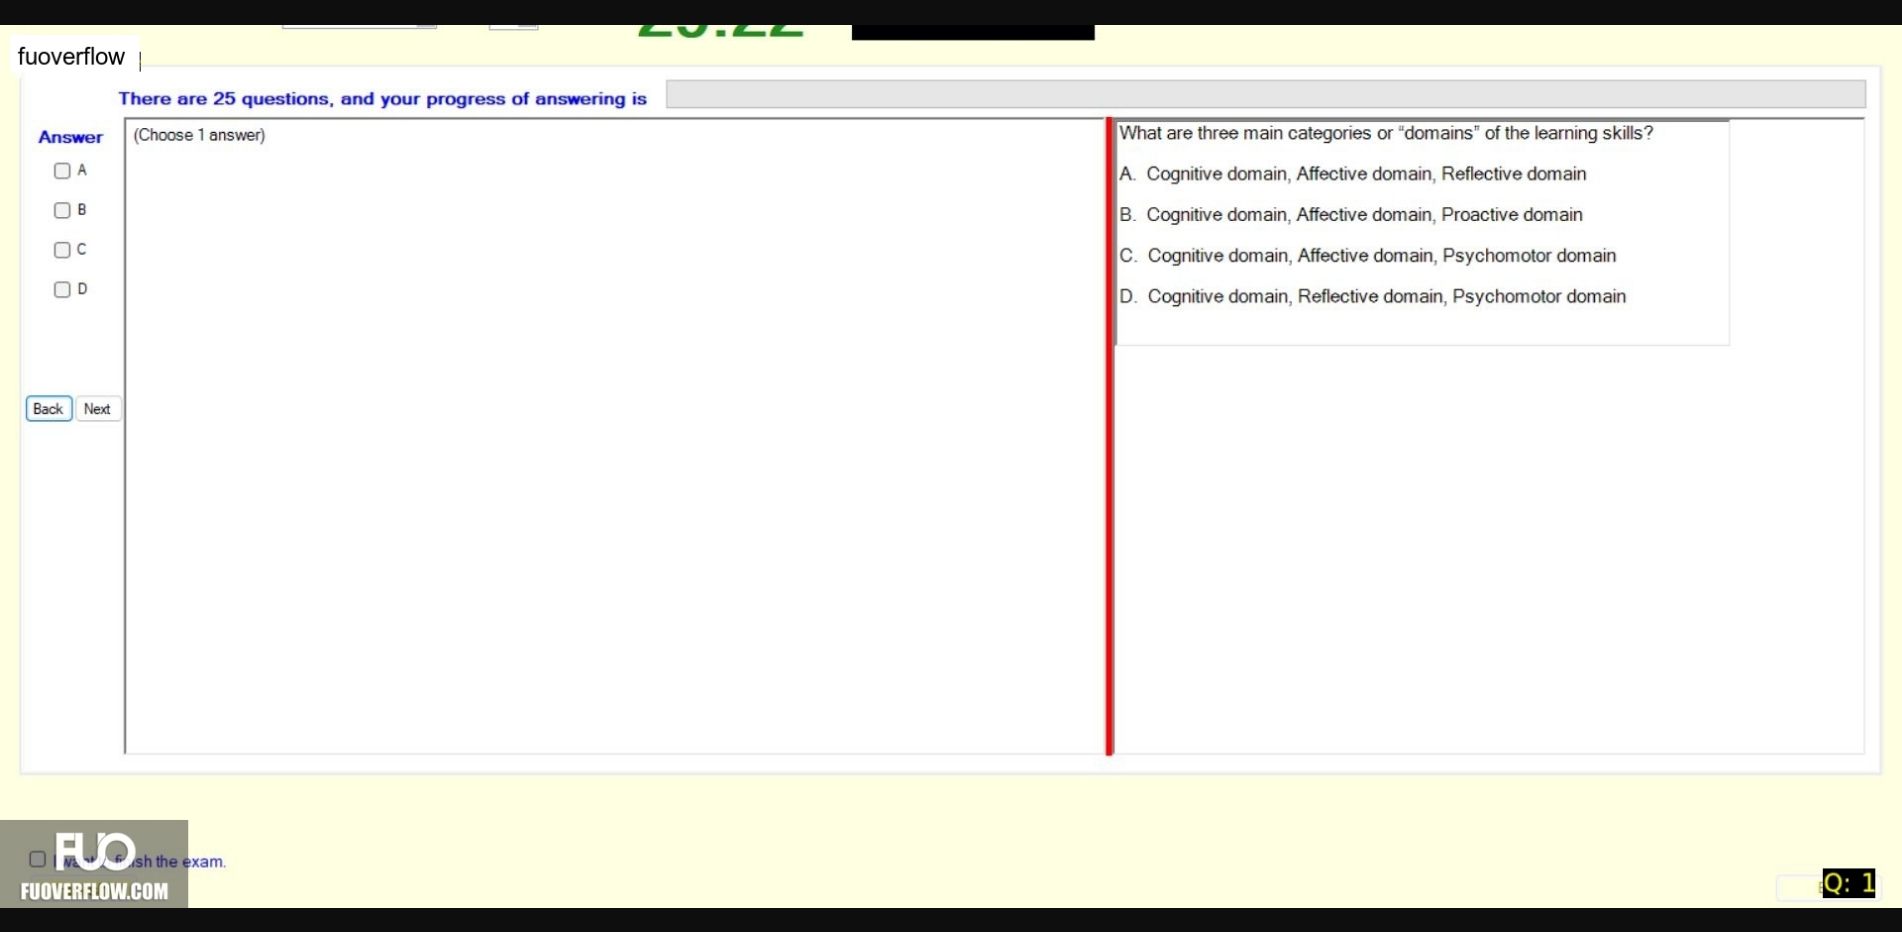 fuoverflow
There are 25 questions, and your progress of answering is
Answer
(Choose 1 answer)
A
B
C
D
Back Next
What are three main categories or “domains” of the learning skills?
A. Cognitive domain, Affective domain, Reflective domain
B. Cognitive domain, Affective domain, Proactive domain
C. Cognitive domain, Affective domain, Psychomotor domain
D. Cognitive domain, Reflective domain, Psychomotor domain
FUO
the exam.
FUOVERFLOW.COM
Q: 1